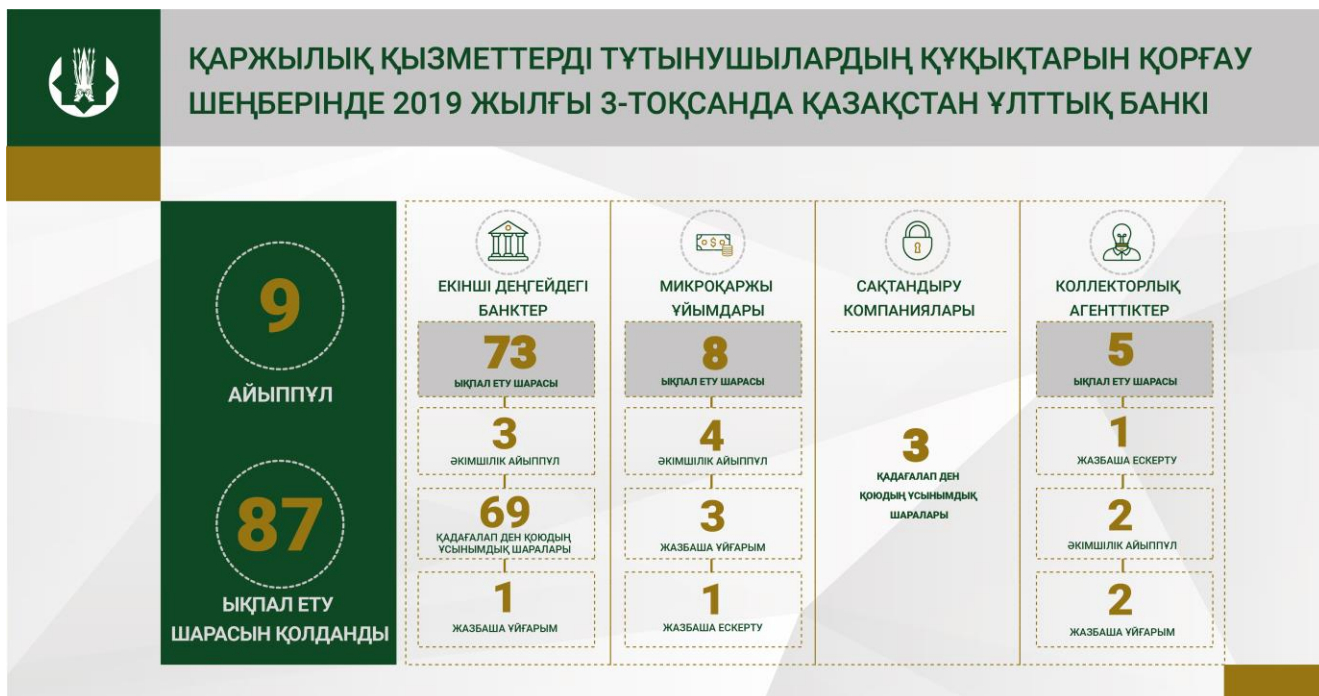 ҚАРЖЫЛЫҚ ҚЫЗМЕТТЕРДІ ТҰТЫНУШЫЛАРДЫҢ ҚҰҚЫҚТАРЫН ҚОРҒАУ
ШЕҢБЕРІНДЕ 2019 ЖЫЛҒЫ 3-ТОҚСАНДА ҚАЗАҚСТАН ҰЛТТЫҚ БАНКІ
9
АЙЫППҰЛ
87
ЫҚПАЛ ЕТУ
ШАРАСЫН ҚОЛДАНДЫ
ЕКІНШІ ДЕҢГЕЙДЕГІ
БАНКТЕР
73
ЫҚПАЛ ЕТУ ШАРАСЫ
3
ӘКІМШІЛІК АЙЫППҰЛ
69
ҚАДАҒАЛАП ДЕН ҚОЮДЫҢ
ҰСЫНЫМДЫҚ ШАРАЛАРЫ
1
ЖАЗБАША ҰЙҒАРЫМ
МИКРОҚАРЖЫ
ҰЙЫМДАРЫ
8
ЫҚПАЛ ЕТУ ШАРАСЫ
4
ӘКІМШІЛІК АЙЫППҰЛ
3
ЖАЗБАША ҰЙҒАРЫМ
1
ЖАЗБАША ЕСКЕРТУ
САҚТАНДЫРУ
КОМПАНИЯЛАРЫ
3
ҚАДАҒАЛАП ДЕН
ҚОЮДЫҢ ҰСЫНЫМДЫҚ
ШАРАЛАРЫ
КОЛЛЕКТОРЛЫҚ
АГЕНТТІКТЕР
5
ЫҚПАЛ ЕТУ ШАРАСЫ
1
ЖАЗБАША ЕСКЕРТУ
2
ӘКІМШІЛІК АЙЫППҰЛ
2
ЖАЗБАША ҰЙҒАРЫМ